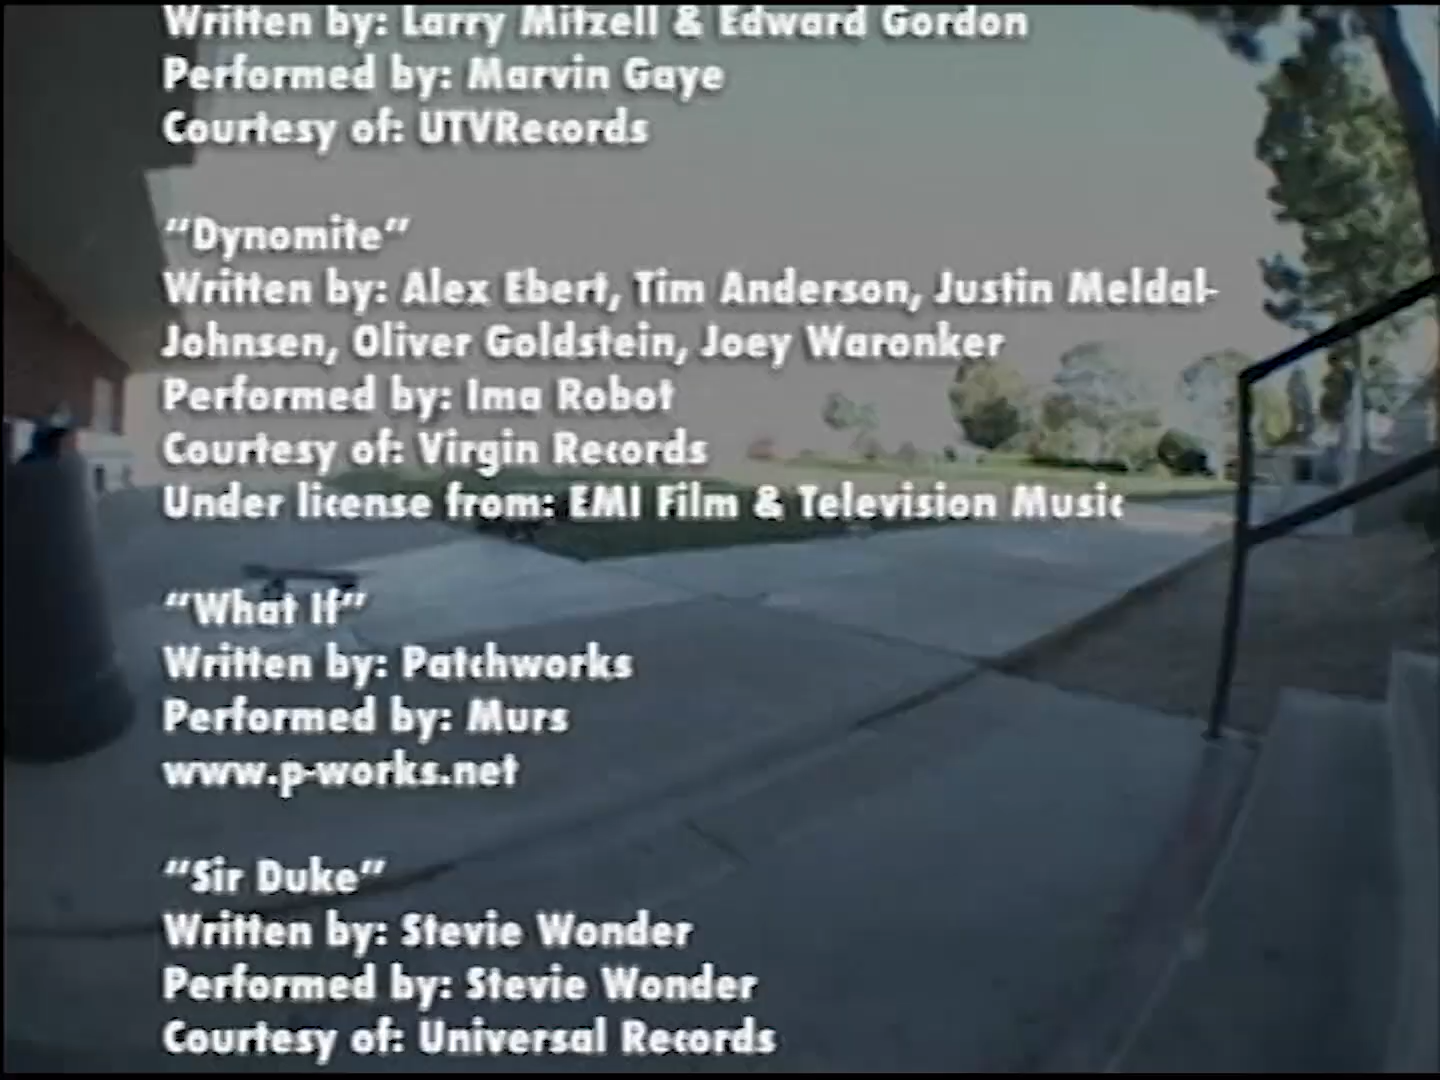 Written by: Larry Mitzell & Edward Gordon
Performed by: Marvin Gaye
Courtesy of: UTVRecords
“Dynomite”
Written by: Alex Ebert, Tim Anderson, Justin Meldal-
Johnsen, Oliver Goldstein, Joey Waronker
Performed by: Ima Robot
Courtesy of: Virgin Records
Under license from: EMI Film & Television Music
“What If”
Written by: Patchworks
Performed by: Murs
www.p-works.net
“Sir Duke”
Written by: Stevie Wonder
Performed by: Stevie Wonder
Courtesy of: Universal Records